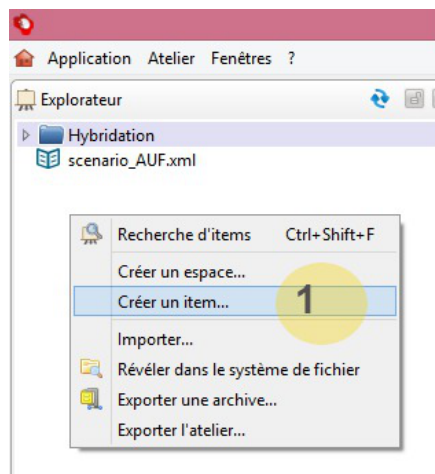 Application Atelier Fenêtres ?
Explorateur
Hybridation
scenario_AUF.xml
Recherche d'items Ctrl+Shift+F
Créer un espace...
Créer un item... 1
Importer...
Révéler dans le système de fichier
Exporter une archive...
Exporter l'atelier...